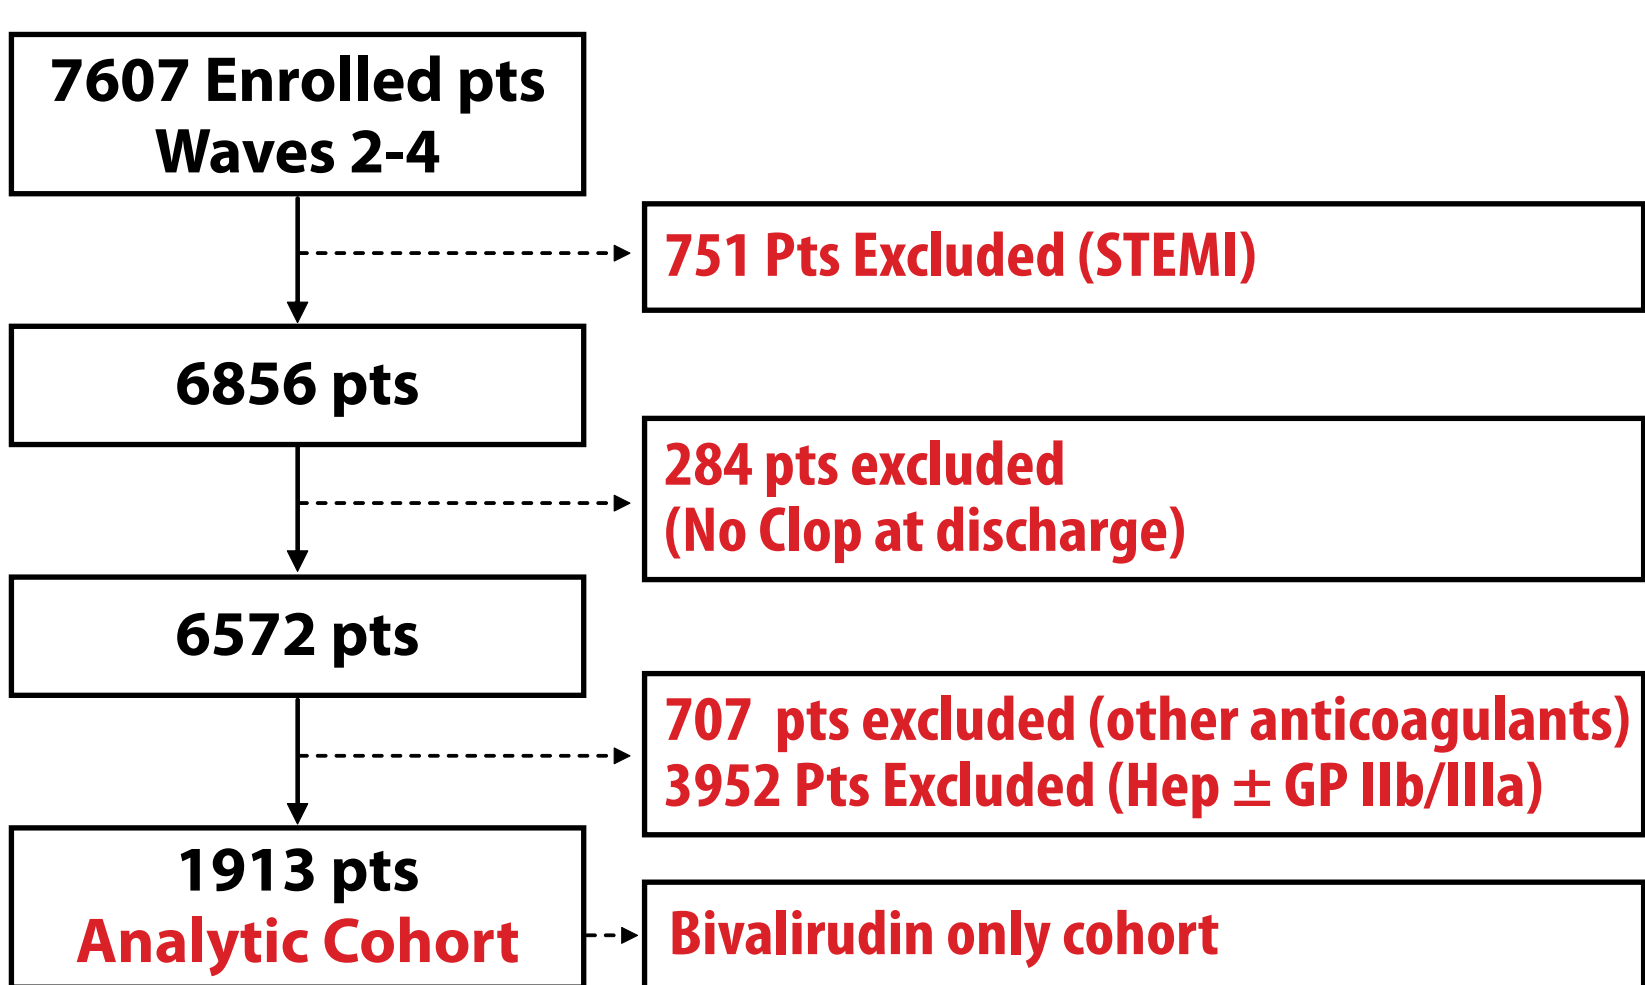 7607 Enrolled pts
Waves 2-4
751 Pts Excluded (STEMI)
6856 pts
284 pts excluded
(No Clop at discharge)
6572 pts
707 pts excluded (other anticoagulants)
3952 Pts Excluded (Hep ± GP IIb/IIIa)
1913 pts
Analytic Cohort
Bivalirudin only cohort